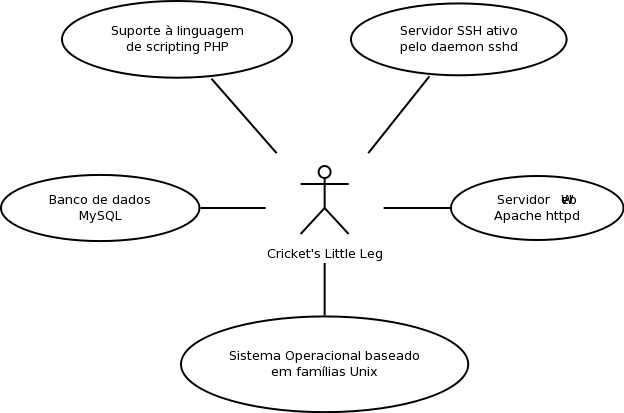 Suporte à linguagem
de scripting PHP
Servidor SSH ativo
pelo daemon sshd
Banco de dados
MySQL
Servidor Web
Apache httpd
Cricket's Little Leg
Sistema Operacional baseado
em famílias Unix